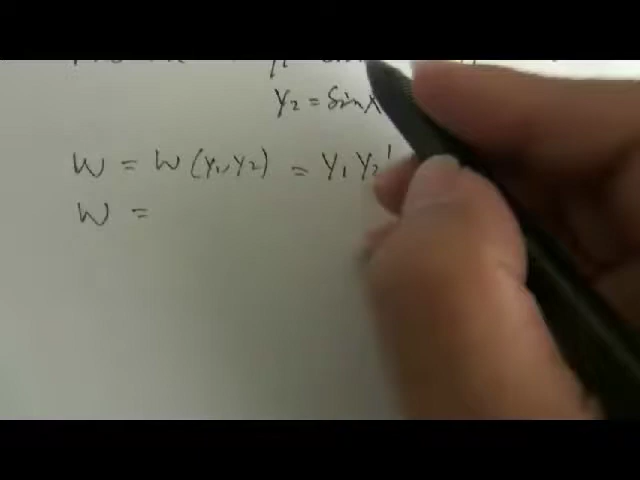 y₂ = sin x
W = W(y₁, y₂) = y₁ y₂'
W =